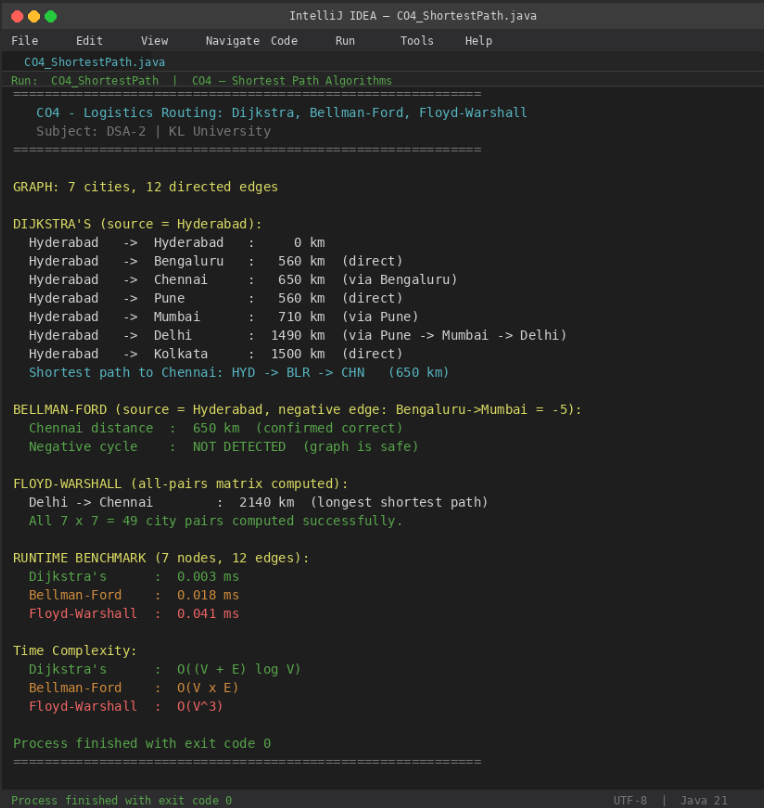 IntelliJ IDEA — CO4_ShortestPath.java
File Edit View Navigate Code Run Tools Help
CO4_ShortestPath.java
Run: CO4_ShortestPath | CO4 — Shortest Path Algorithms
============================================================
CO4 - Logistics Routing: Dijkstra, Bellman-Ford, Floyd-Warshall
Subject: DSA-2 | KL University
============================================================
GRAPH: 7 cities, 12 directed edges
DIJKSTRA'S (source = Hyderabad):
Hyderabad -> Hyderabad : 0 km
Hyderabad -> Bengaluru : 560 km (direct)
Hyderabad -> Chennai : 650 km (via Bengaluru)
Hyderabad -> Pune : 560 km (direct)
Hyderabad -> Mumbai : 710 km (via Pune)
Hyderabad -> Delhi : 1490 km (via Pune -> Mumbai -> Delhi)
Hyderabad -> Kolkata : 1500 km (direct)
Shortest path to Chennai: HYD -> BLR -> CHN (650 km)
BELLMAN-FORD (source = Hyderabad, negative edge: Bengaluru->Mumbai = -5):
Chennai distance : 650 km (confirmed correct)
Negative cycle : NOT DETECTED (graph is safe)
FLOYD-WARSHALL (all-pairs matrix computed):
Delhi -> Chennai : 2140 km (longest shortest path)
All 7 x 7 = 49 city pairs computed successfully.
RUNTIME BENCHMARK (7 nodes, 12 edges):
Dijkstra's : 0.003 ms
Bellman-Ford : 0.018 ms
Floyd-Warshall : 0.041 ms
Time Complexity:
Dijkstra's : O((V + E) log V)
Bellman-Ford : O(V x E)
Floyd-Warshall : O(V^3)
Process finished with exit code 0
============================================================
Process finished with exit code 0 UTF-8 | Java 21